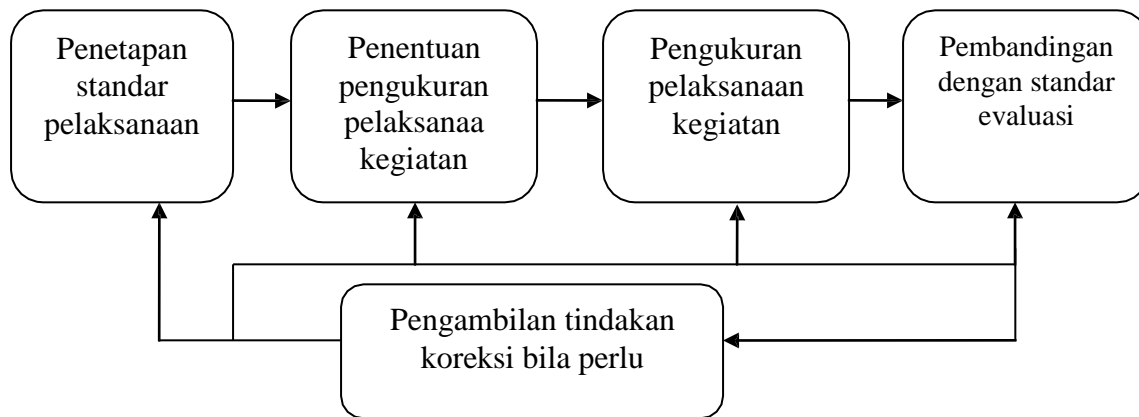 Penetapan
standar
pelaksanaan
Penentuan
pengukuran
pelaksanaa
kegiatan
Pengukuran
pelaksanaan
kegiatan
Pembandingan
dengan standar
evaluasi
Pengambilan tindakan
koreksi bila perlu